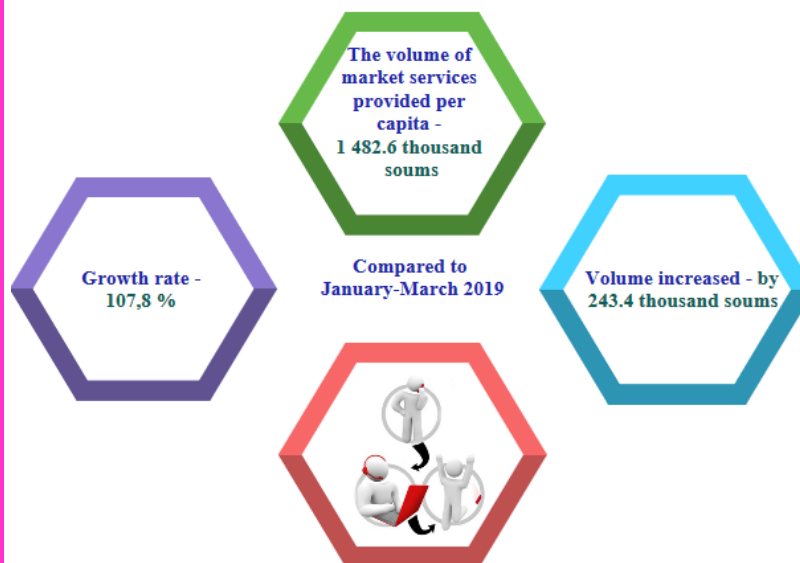 The volume of
market services
provided per
capita -
1 482.6 thousand
soums
Growth rate -
107,8 %
Compared to
January-March 2019
Volume increased - by
243.4 thousand soums